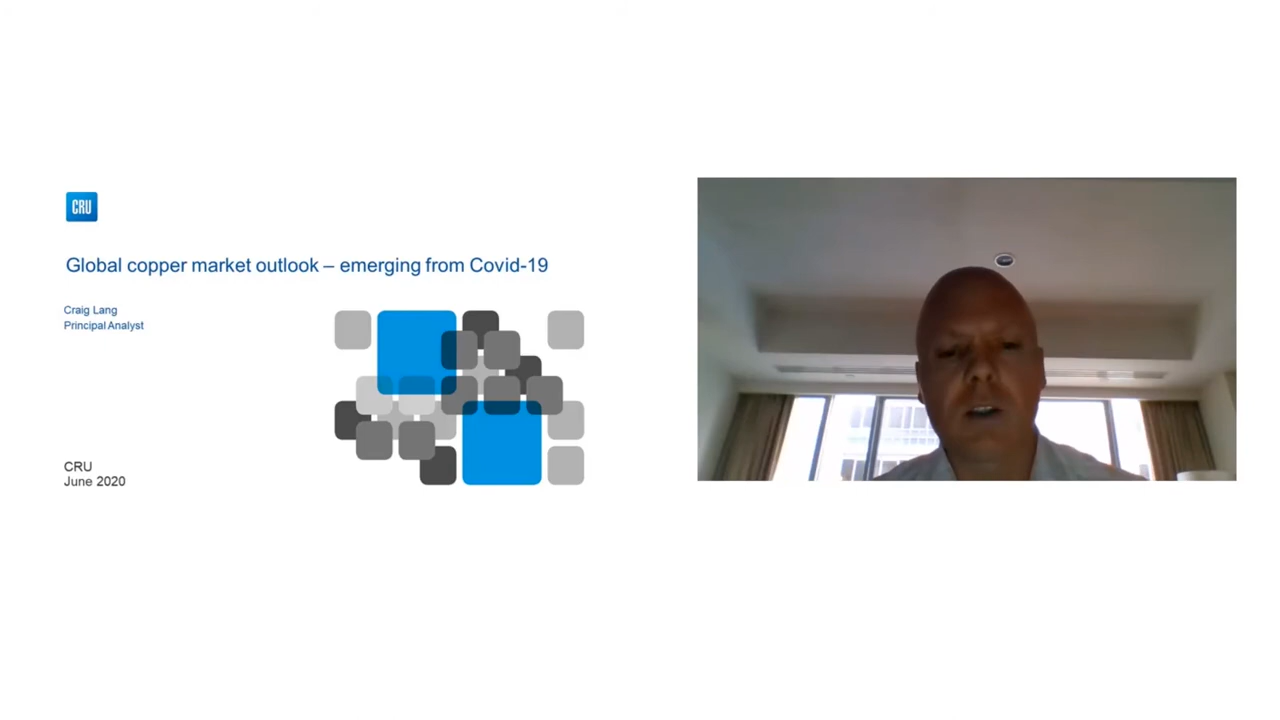 CRU
Global copper market outlook – emerging from Covid-19
Craig Lang
Principal Analyst
CRU
June 2020